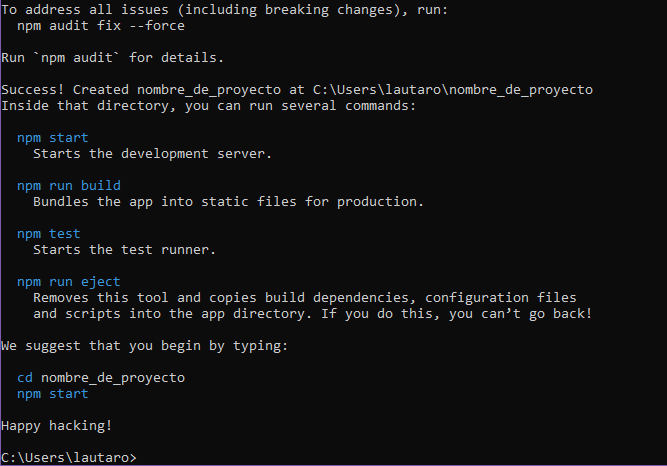 To address all issues (including breaking changes), run:
npm audit fix --force
Run `npm audit` for details.
Success! Created nombre_de_proyecto at C:\Users\lautaro\nombre_de_proyecto
Inside that directory, you can run several commands:
npm start
Starts the development server.
npm run build
Bundles the app into static files for production.
npm test
Starts the test runner.
npm run eject
Removes this tool and copies build dependencies, configuration files
and scripts into the app directory. If you do this, you can’t go back!
We suggest that you begin by typing:
cd nombre_de_proyecto
npm start
Happy hacking!
C:\Users\lautaro>